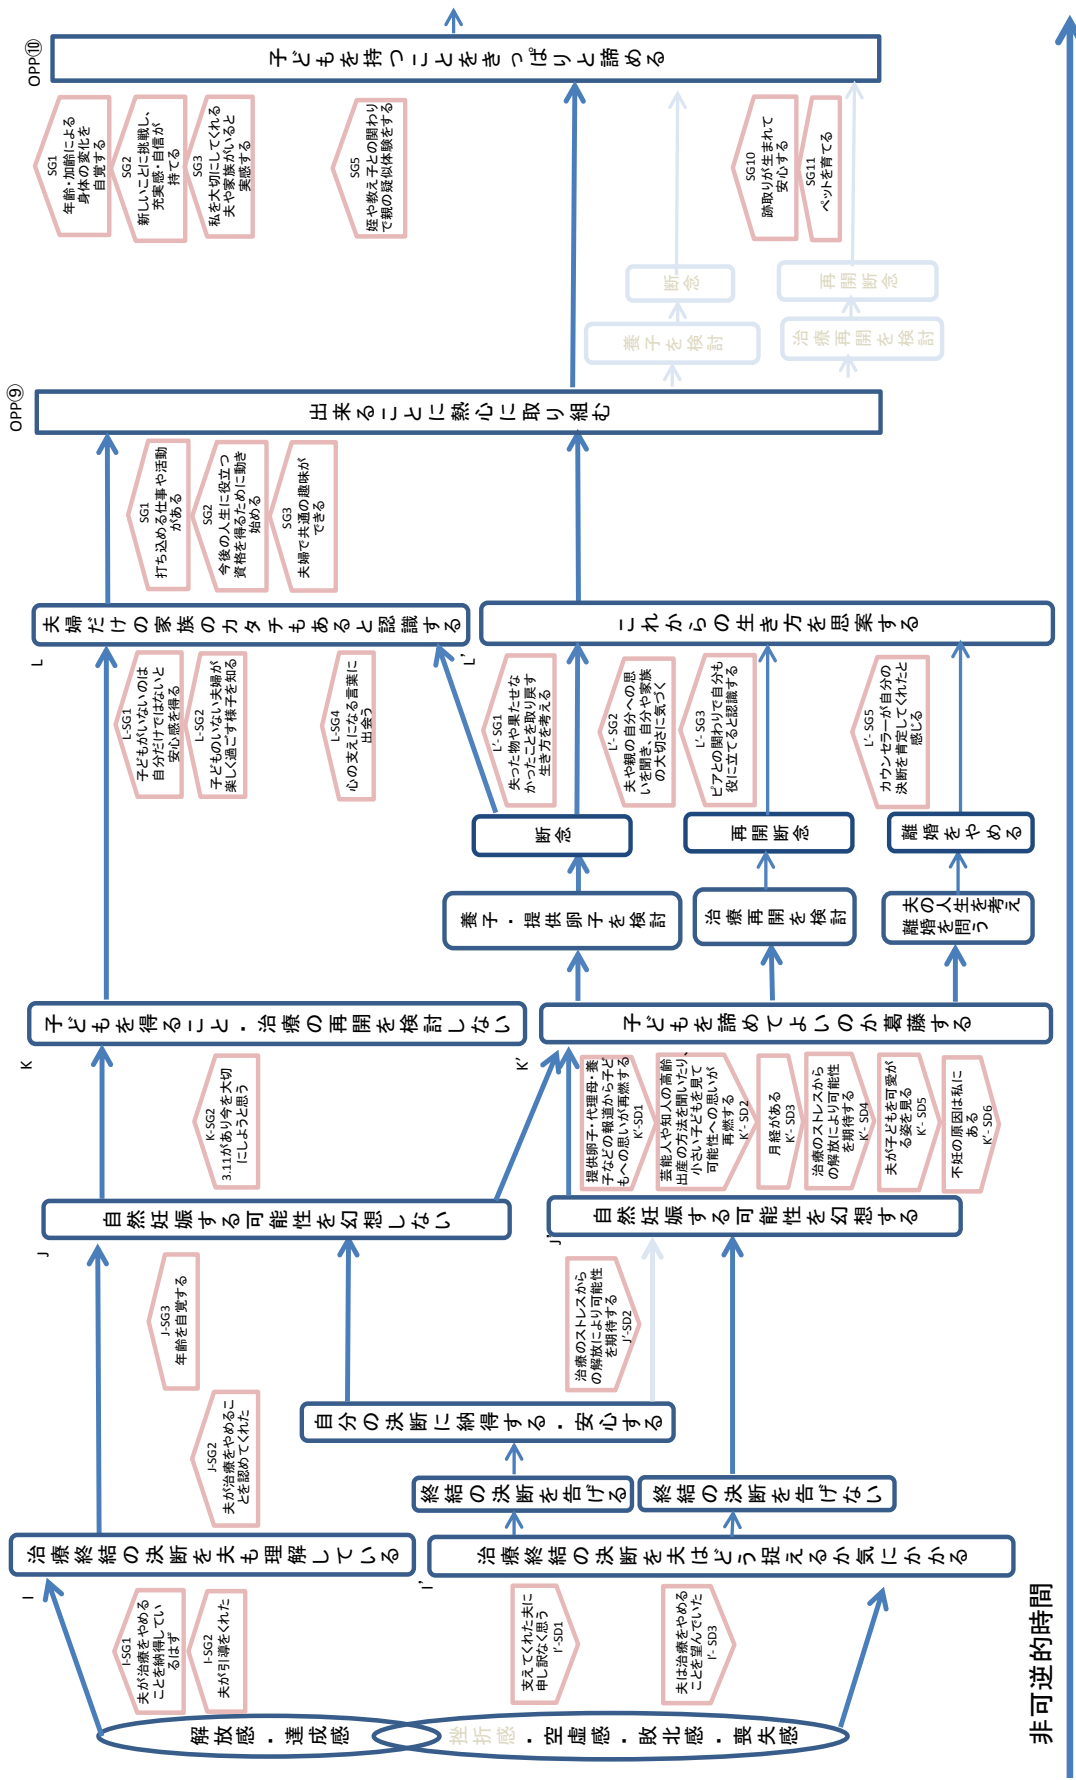 解放感・達成感
挫折感・空虚感・敗北感・喪失感
I
I-SG1
夫が治療をやめる
ことを納得してい
るはず
I-SG2
夫が引導をくれた
支えてくれた夫に
申し訳なく思う
I'-SD1
夫は治療をやめる
ことを望んでいた
I'- SD3
治療終結の決断を夫も理解している
I'
治療終結の決断を夫はどう捉えるか気にかかる
終結の決断を告げる
終結の決断を告げない
自分の決断に納得する・安心する
J-SG2
夫が治療をやめるこ
とを認めてくれた
J-SG3
年齢を自覚する
治療のストレスから
の解放により可能性
を期待する
J'-SD2
J
自然妊娠する可能性を幻想しない
J'
自然妊娠する可能性を幻想する
K-SG2
3.11があり今を大切
にしようと思う
提供卵子・代理母・養
子などの報道から子ど
もへの思いが再燃する
K'-SD1
芸能人や知人の高齢
出産の方法を聞いたり、
小さい子どもを見て
可能性への思いが
再燃する
K'-SD2
月経がある
K'- SD3
治療のストレスから
の解放により可能性
を期待する
K'- SD4
夫が子どもを可愛が
る姿を見る
K'- SD5
不妊の原因は私に
ある
K'- SD6
K
子どもを得ること・治療の再開を検討しない
K'
子どもを諦めてよいのか葛藤する
養子・提供卵子を検討
治療再開を検討
夫の人生を考え
離婚を問う
断念
再開断念
離婚をやめる
L-SG1
子どもがいないのは
自分だけではないと
安心感を得る
L-SG2
子どものいない夫婦が
楽しく過ごす様子を知る
L-SG4
心の支えになる言葉に
出会う
L'- SG1
失った物や果たせな
かったことを取り戻す
生き方を考える
L'- SG2
夫や親の自分への思
いを聞き、自分や家族
の大切さに気づく
L'- SG3
ピアとの関わりで自分も
役に立てると認識する
L'- SG5
カウンセラーが自分の
決断を肯定してくれたと
感じる
L
夫婦だけの家族のカタチもあると認識する
L'
これからの生き方を思案する
SG1
打ち込める仕事や活動
がある
SG2
今後の人生に役立つ
資格を得るために動き
始める
SG3
夫婦で共通の趣味が
できる
OPP⑨
出来ることに熱心に取り組む
養子を検討
断念
治療再開を検討
再開断念
SG1
年齢・加齢による
身体の変化を
自覚する
SG2
新しいことに挑戦し、
充実感・自信が
持てる
SG3
私を大切にしてくれる
夫や家族がいると
実感する
SG5
姪や教え子との関わり
で親の疑似体験をする
SG10
跡取りが生まれて
安心する
SG11
ペットを育てる
OPP⑩
子どもを持つことをきっぱりと諦める
非可逆的時間